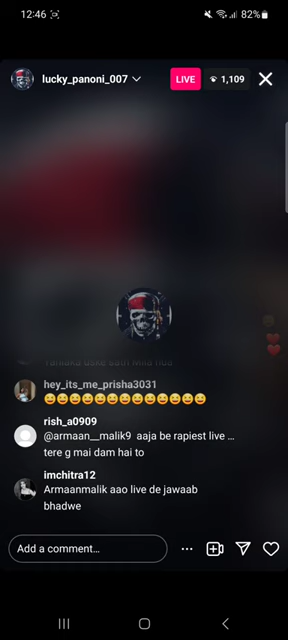 12:46
82%
lucky_panoni_007
LIVE
1,109
hey_its_me_prisha3031
😆😆😆😆😆😆😆😆😆😆😆😆😆
rish_a0909
@armaan__malik9 aaja be rapiest live ...
tere g mai dam hai to
imchitra12
Armaanmalik aao live de jawaab
bhadwe
Add a comment...